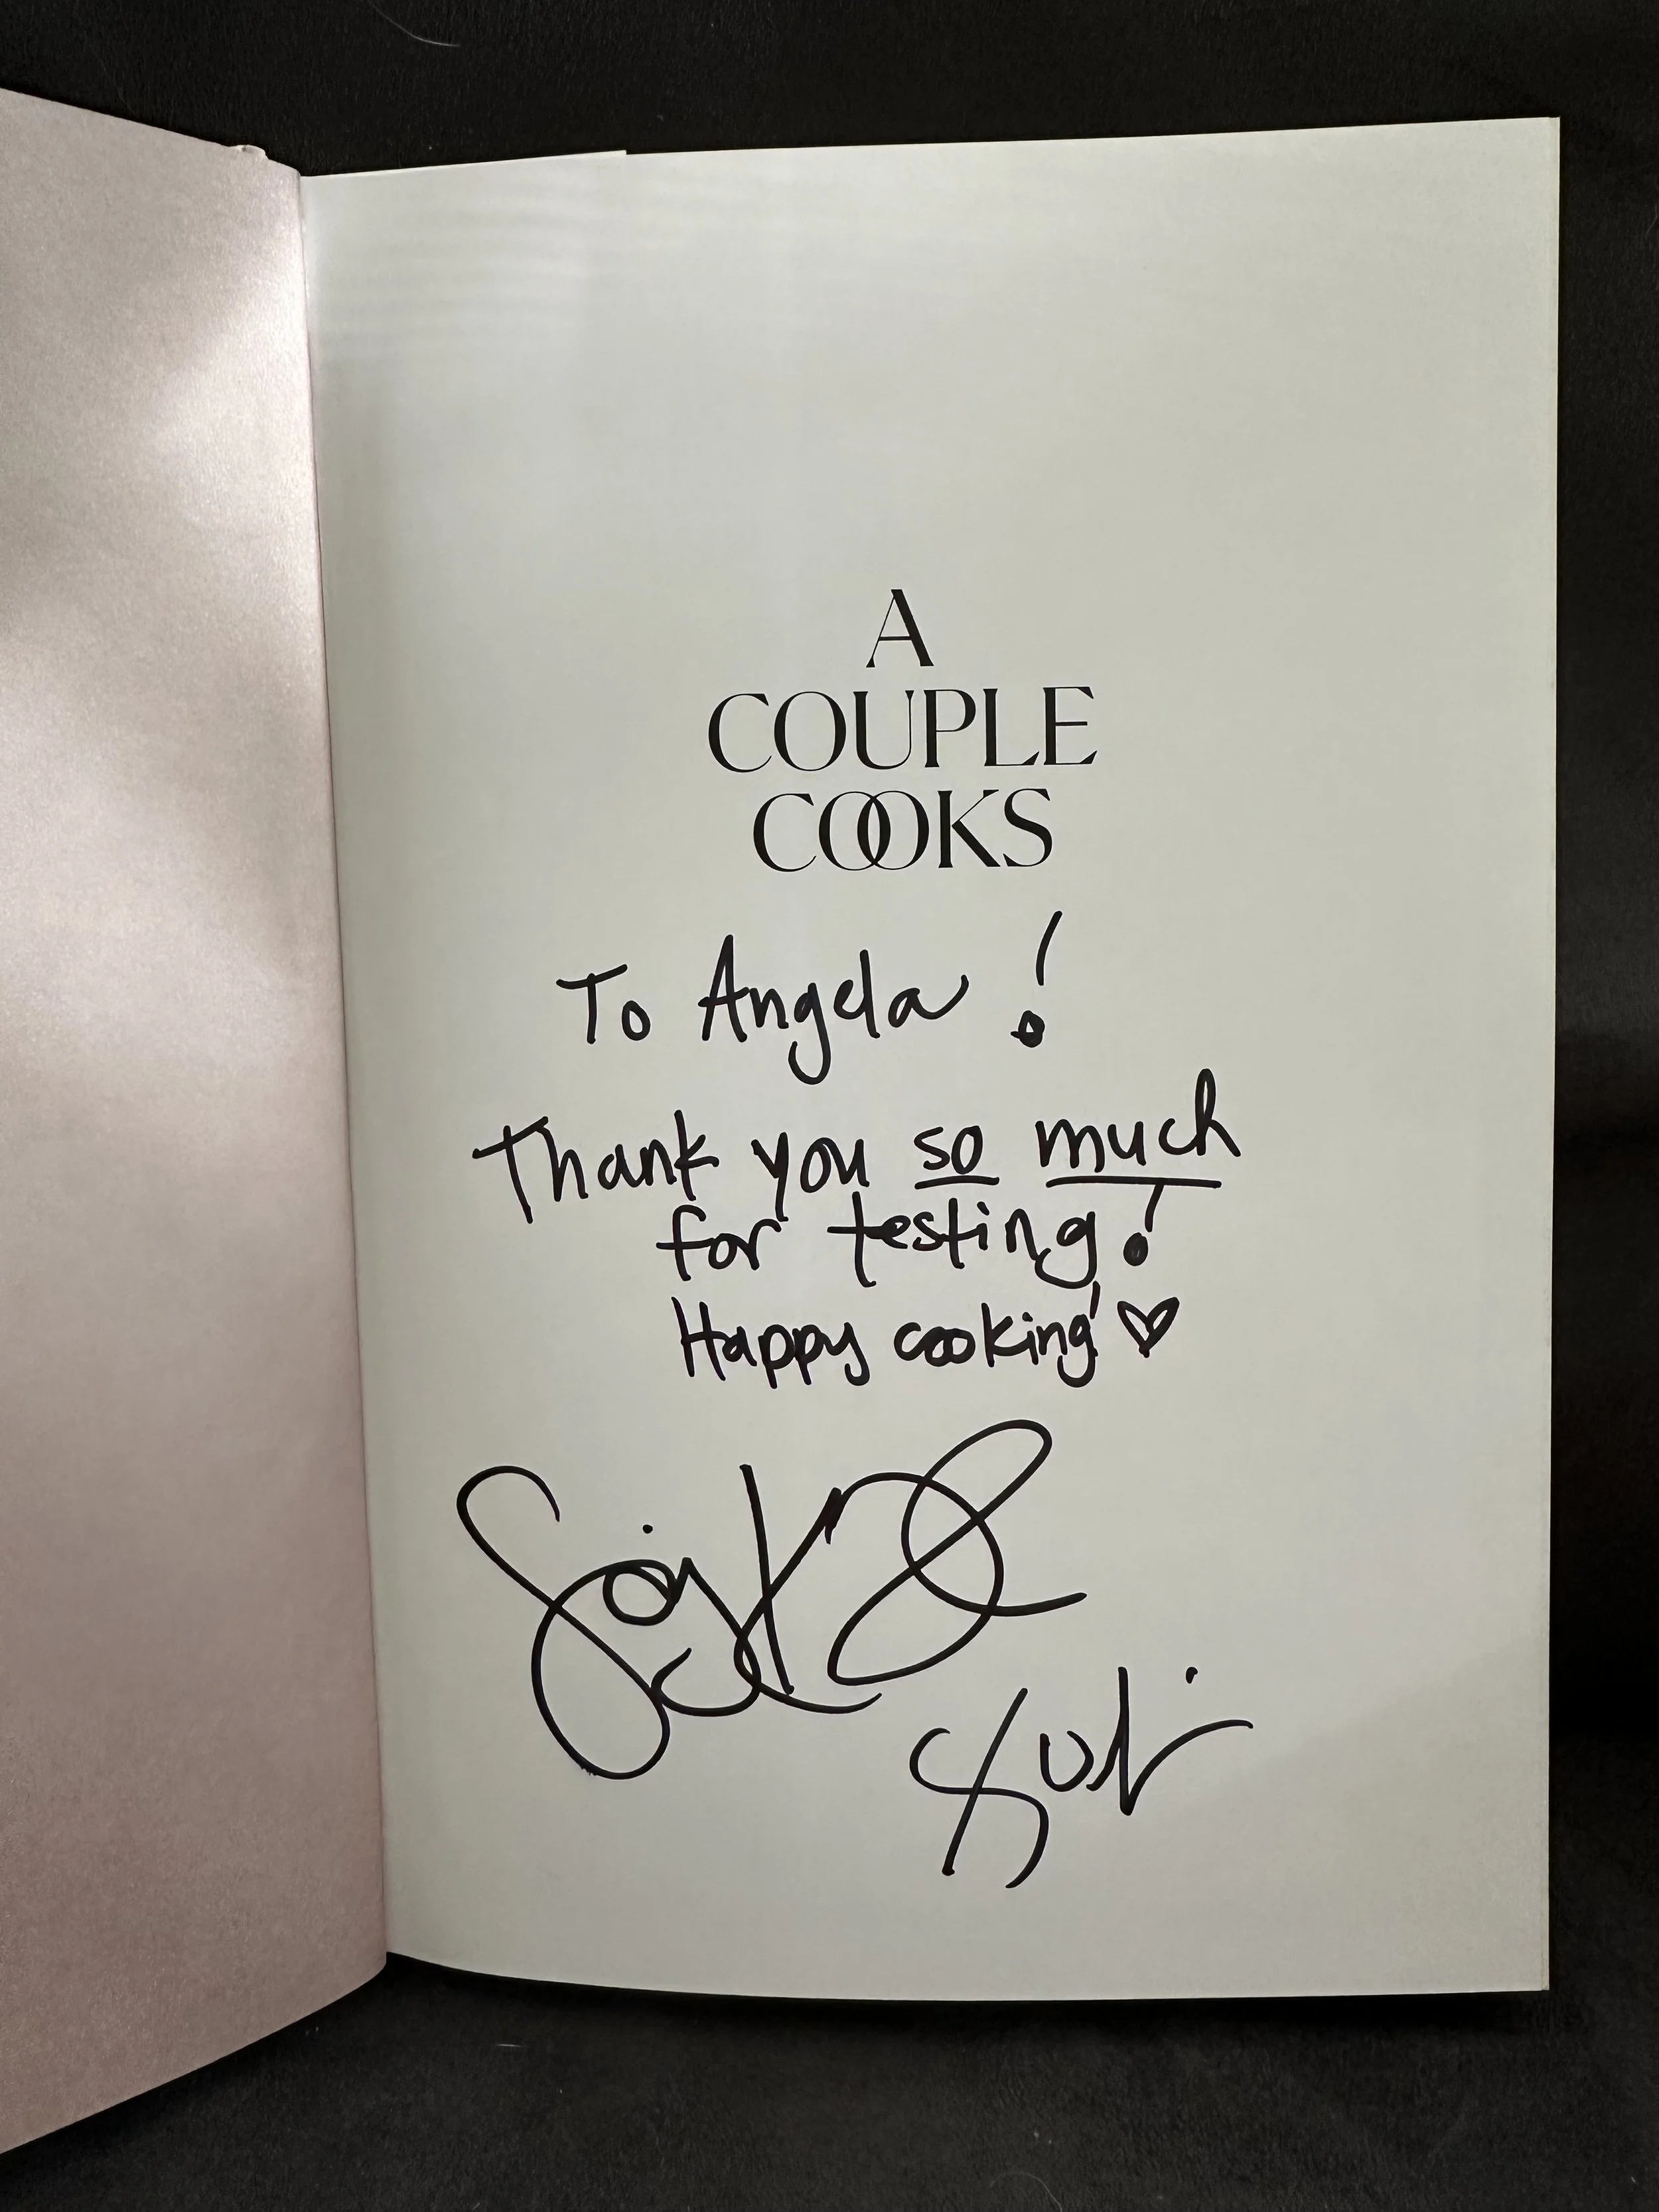 A
COUPLE
COOKS
To Angela!
Thank you so much
for testing!
Happy cooking! ♡